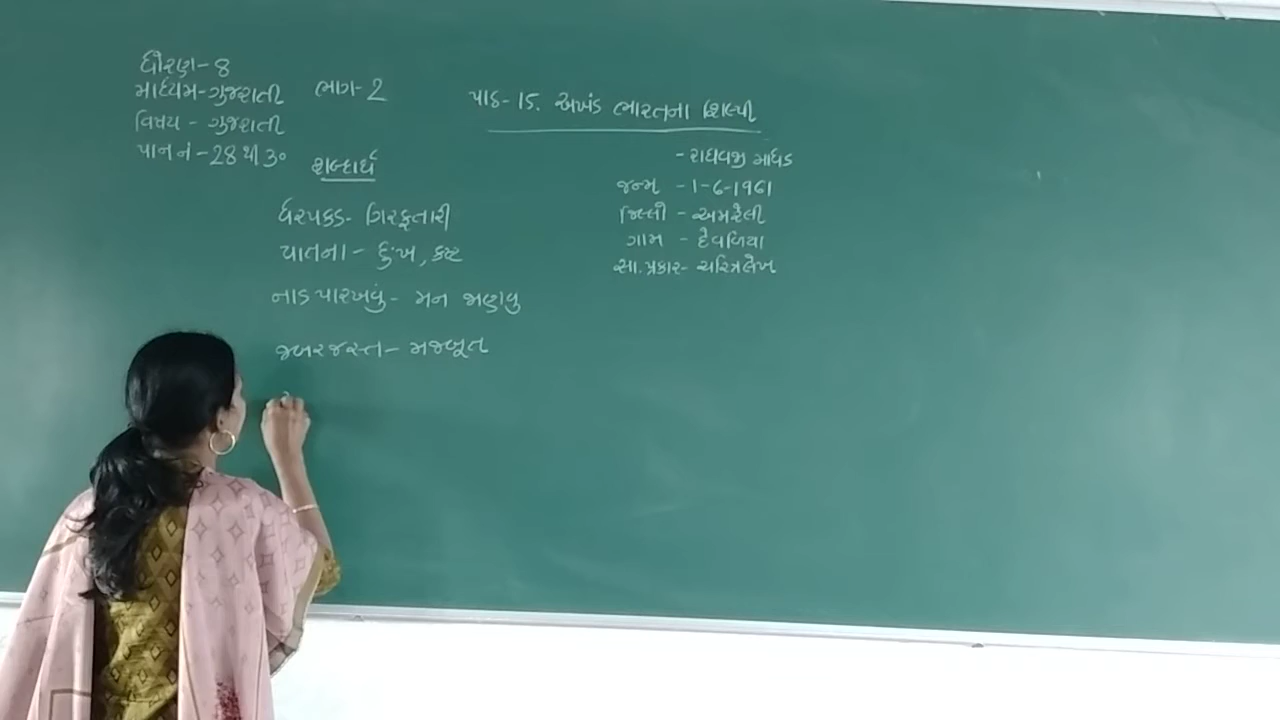 ધોરણ-8
માધ્યમ-ગુજરાતી
વિષય - ગુજરાતી
પાન નં-28 થી 30
ભાગ-2
પાઠ-15. અખંડ ભારતના શિલ્પી
-રાઘવજી માધડ
જન્મ -1-6-1961
જિલ્લો - અમરેલી
ગામ - દેવળિયા
સા.પ્રકાર- ચરિત્રલેખ
શબ્દાર્થ
ધરપકડ- ગિરફતારી
યાતના - દુઃખ, કષ્ટ
નાડ પારખવું - મન જાણવુ
જબરજસ્ત - મજબૂત